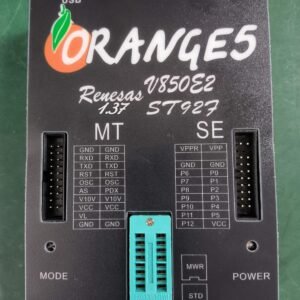 USB
ORANGE5
Renesas V850E2
1.37 ST92F
MT SE
GND GND VPPR VPP
RXD RXD
TXD TXD GND GND
RST HST P6 P0
OSC OSC P7 P1
AS PDX P8 P2
V10V V10V P9 P3
VCC VCC P10 P4
VL P11 P5
GND GND P12 VCC
MWR
MODE POWER
STD